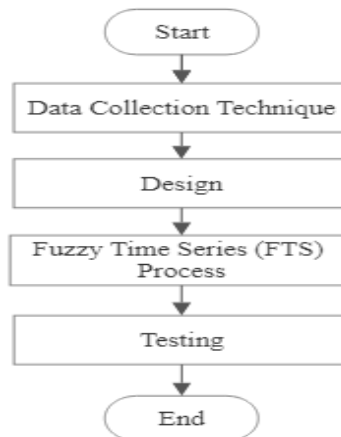 Start
Data Collection Technique
Design
Fuzzy Time Series (FTS)
Process
Testing
End